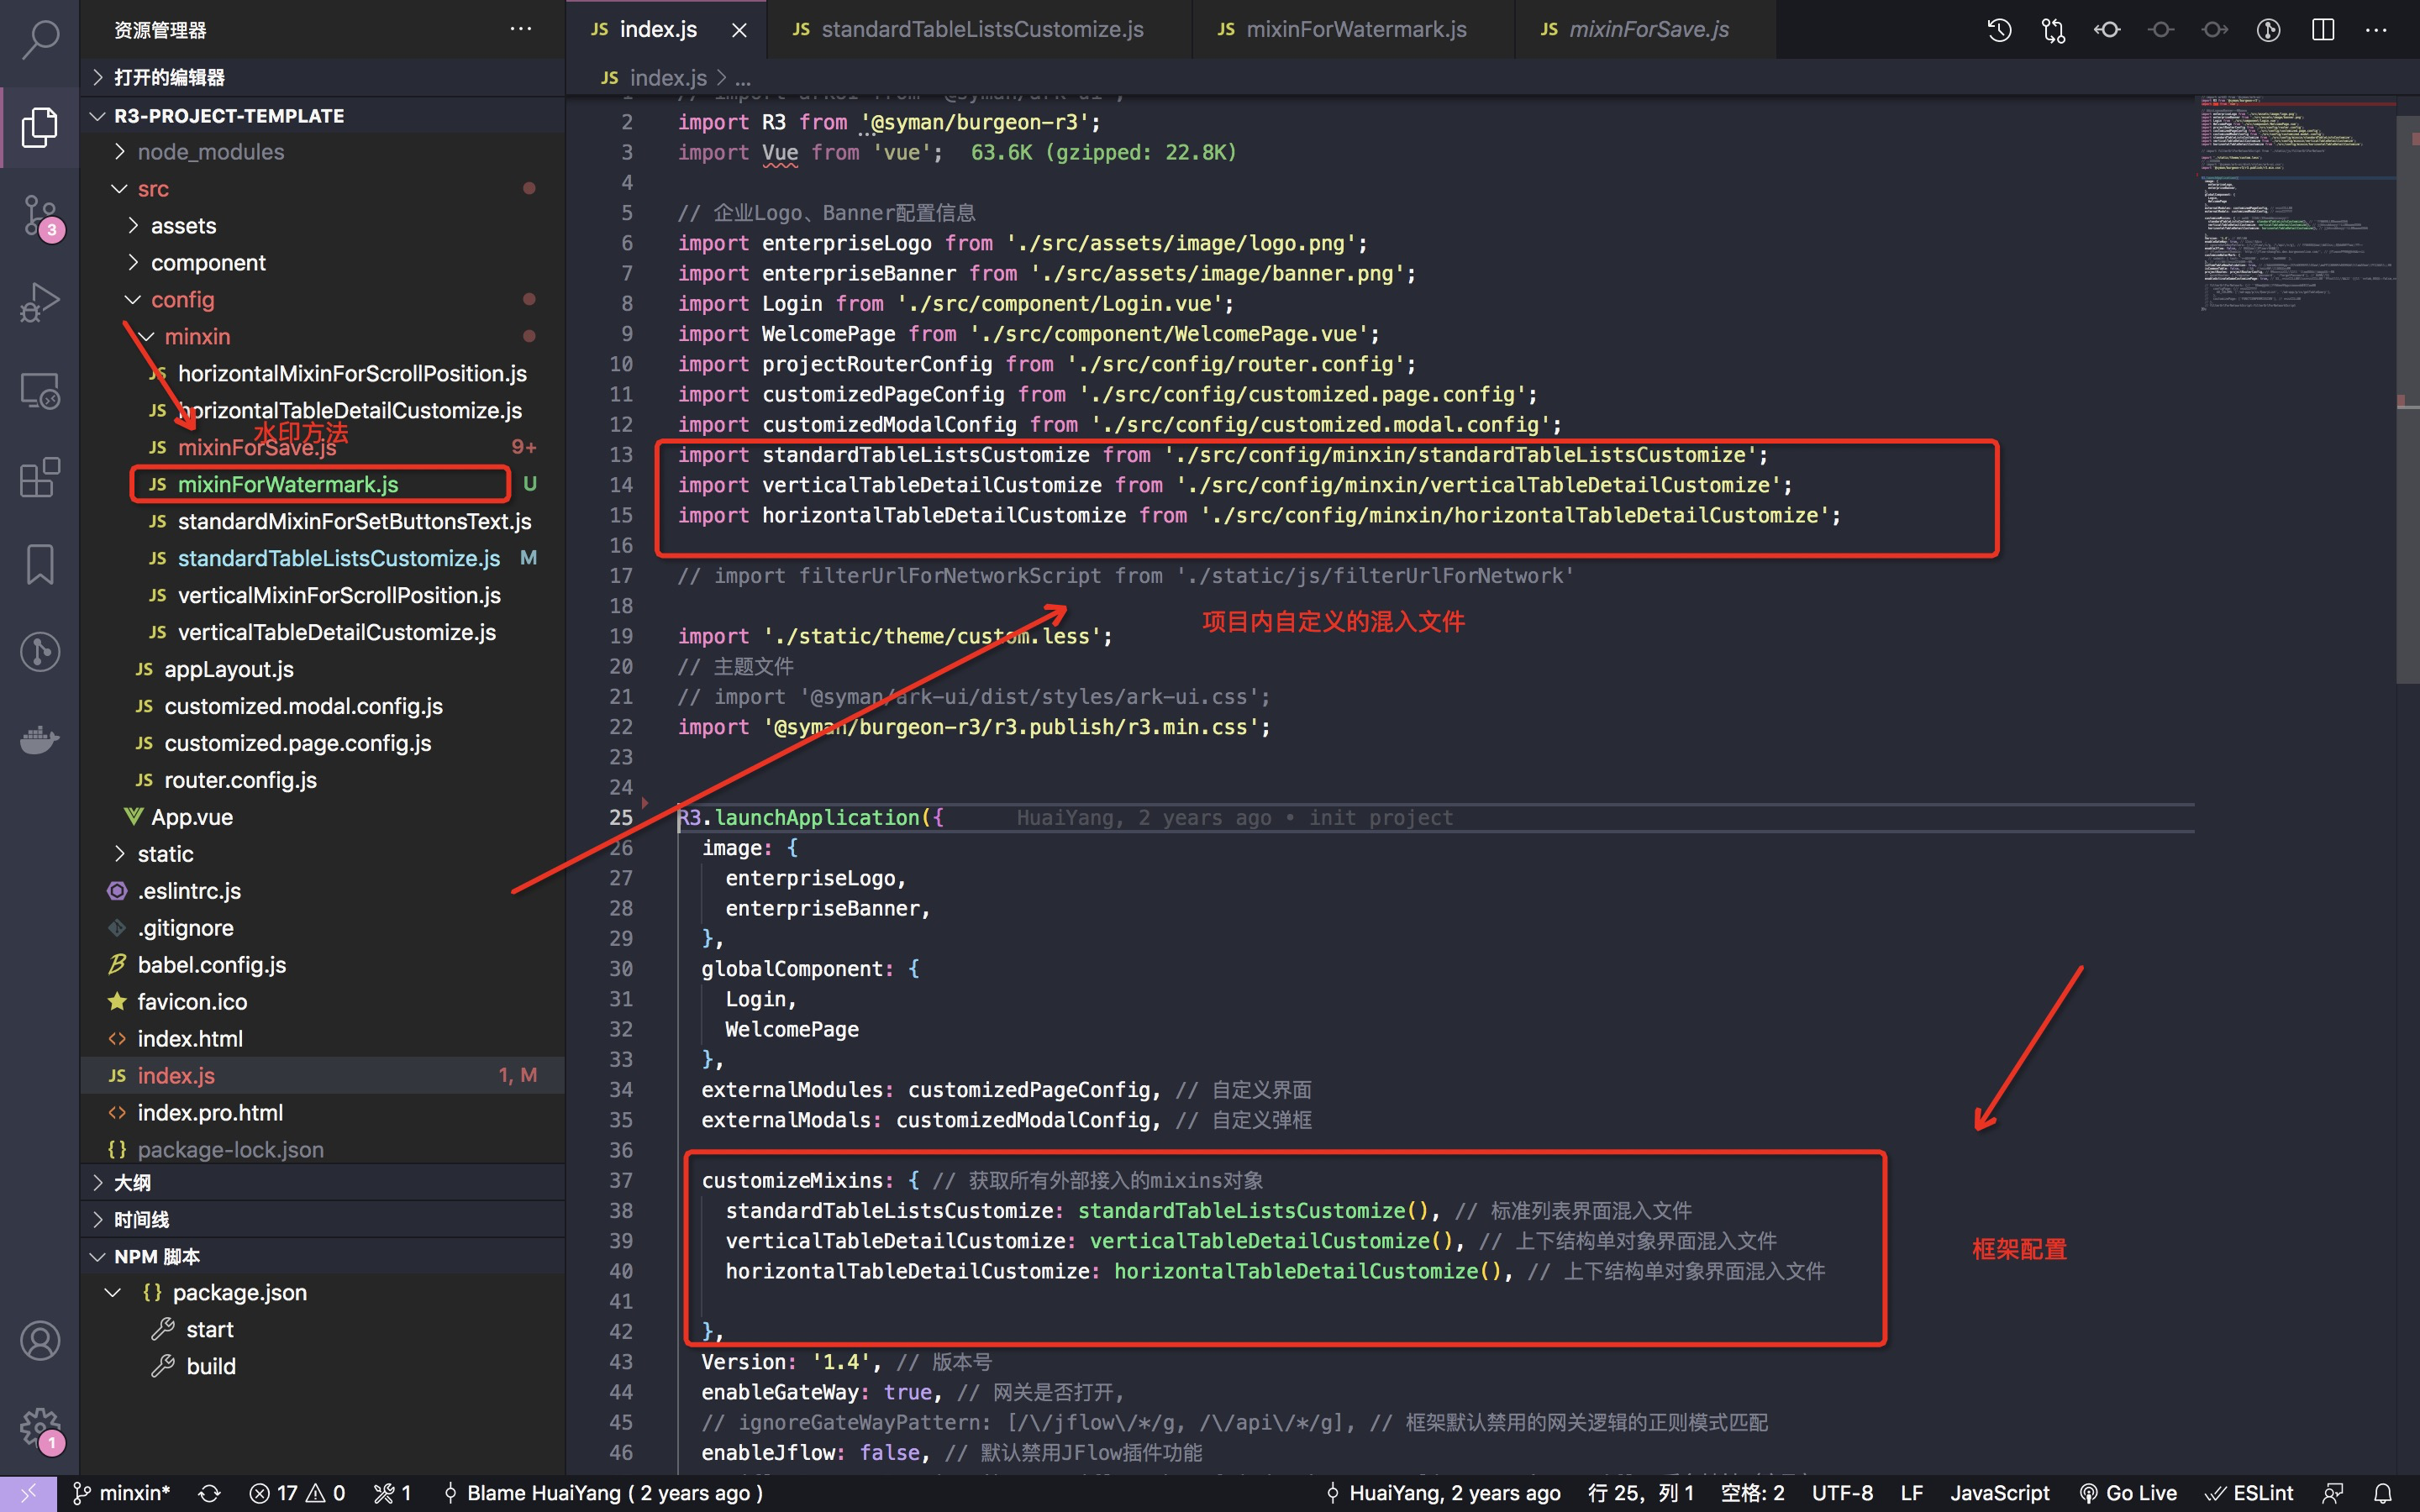 资源管理器
打开的编辑器
R3-PROJECT-TEMPLATE
node_modules
src
assets
component
config
minxin
JS horizontalMixinForScrollPosition.js
JS horizontalTableDetailCustomize.js
水印方法
JS mixinForSave.js 9+
JS mixinForWatermark.js U
JS standardMixinForSetButtonsText.js
JS standardTableListsCustomize.js M
JS verticalMixinForScrollPosition.js
JS verticalTableDetailCustomize.js
JS appLayout.js
JS customized.modal.config.js
JS customized.page.config.js
JS router.config.js
App.vue
static
.eslintrc.js
.gitignore
babel.config.js
favicon.ico
<> index.html
JS index.js 1, M
<> index.pro.html
{} package-lock.json
大纲
时间线
NPM 脚本
{} package.json
start
build
3
1
JS index.js
JS standardTableListsCustomize.js
JS mixinForWatermark.js
JS mixinForSave.js
JS index.js > ...
1 // import arkui from '@syman/ark-ui';
2 import R3 from '@syman/burgeon-r3';
3 import Vue from 'vue'; 63.6K (gzipped: 22.8K)
4
5 // 企业Logo、Banner配置信息
6 import enterpriseLogo from './src/assets/image/logo.png';
7 import enterpriseBanner from './src/assets/image/banner.png';
8 import Login from './src/component/Login.vue';
9 import WelcomePage from './src/component/WelcomePage.vue';
10 import projectRouterConfig from './src/config/router.config';
11 import customizedPageConfig from './src/config/customized.page.config';
12 import customizedModalConfig from './src/config/customized.modal.config';
13 import standardTableListsCustomize from './src/config/minxin/standardTableListsCustomize';
14 import verticalTableDetailCustomize from './src/config/minxin/verticalTableDetailCustomize';
15 import horizontalTableDetailCustomize from './src/config/minxin/horizontalTableDetailCustomize';
16
17 // import filterUrlForNetworkScript from './static/js/filterUrlForNetwork'
18
项目内自定义的混入文件
19 import './static/theme/custom.less';
20 // 主题文件
21 // import '@syman/ark-ui/dist/styles/ark-ui.css';
22 import '@syman/burgeon-r3/r3.publish/r3.min.css';
23
24
25 R3.launchApplication({ HuaiYang, 2 years ago • init project
26 image: {
27 enterpriseLogo,
28 enterpriseBanner,
29 },
30 globalComponent: {
31 Login,
32 WelcomePage
33 },
34 externalModules: customizedPageConfig, // 自定义界面
35 externalModals: customizedModalConfig, // 自定义弹框
36
37 customizeMixins: { // 获取所有外部接入的mixins对象
38 standardTableListsCustomize: standardTableListsCustomize(), // 标准列表界面混入文件
39 verticalTableDetailCustomize: verticalTableDetailCustomize(), // 上下结构单对象界面混入文件
框架配置
40 horizontalTableDetailCustomize: horizontalTableDetailCustomize(), // 上下结构单对象界面混入文件
41
42 },
43 Version: '1.4', // 版本号
44 enableGateWay: true, // 网关是否打开,
45 // ignoreGateWayPattern: [/\/jflow\/*/g, /\/api\/*/g], // 框架默认禁用的网关逻辑的正则模式匹配
46 enableJflow: false, // 默认禁用JFlow插件功能
minxin* 17 0 1 Blame HuaiYang ( 2 years ago ) HuaiYang, 2 years ago 行 25，列 1 空格: 2 UTF-8 LF JavaScript Go Live ESLint